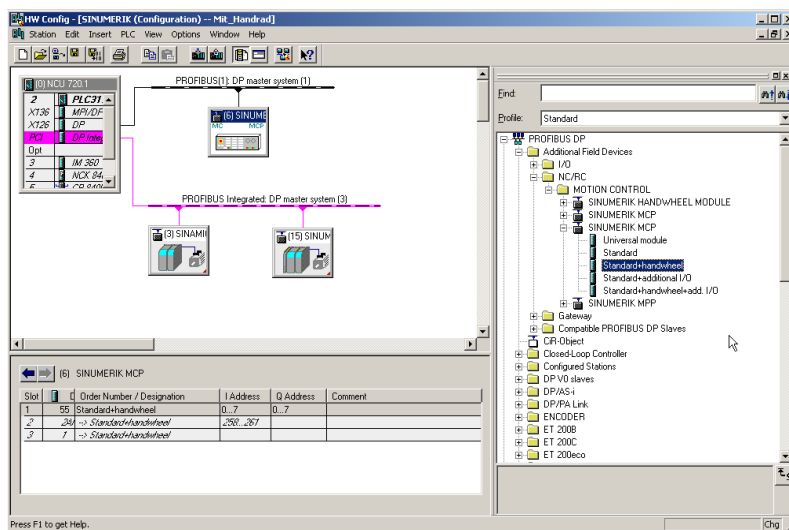 HW Config - [SINUMERIK (Configuration) -- Mit_Handrad]
Station Edit Insert PLC View Options Window Help
(0) NCU 720.1
2 PLC31
X136 MPI/DP
X126 DP
PCI DP Inte
Opt
3 IM 360
4 NCK 84
5 CP 840
PROFIBUS(1): DP master system (1)
(6) SINUME
MC MCP
PROFIBUS Integrated: DP master system (3)
(3) SINAMI
(15) SINUM
Find:
Profile: Standard
PROFIBUS DP
Additional Field Devices
I/O
NC/RC
MOTION CONTROL
SINUMERIK HANDWHEEL MODULE
SINUMERIK MCP
SINUMERIK MCP
Universal module
Standard
Standard+handwheel
Standard+additional I/O
Standard+handwheel+add. I/O
SINUMERIK MPP
Gateway
Compatible PROFIBUS DP Slaves
CiR-Object
Closed-Loop Controller
Configured Stations
DP V0 slaves
DP/AS-i
DP/PA Link
ENCODER
ET 200B
ET 200C
ET 200eco
(6) SINUMERIK MCP
Slot D Order Number / Designation I Address Q Address Comment
1 55 Standard+handwheel 0...7 0...7
2 --> Standard+handwheel 258...261
3 1 --> Standard+handwheel
Press F1 to get Help.
Chg